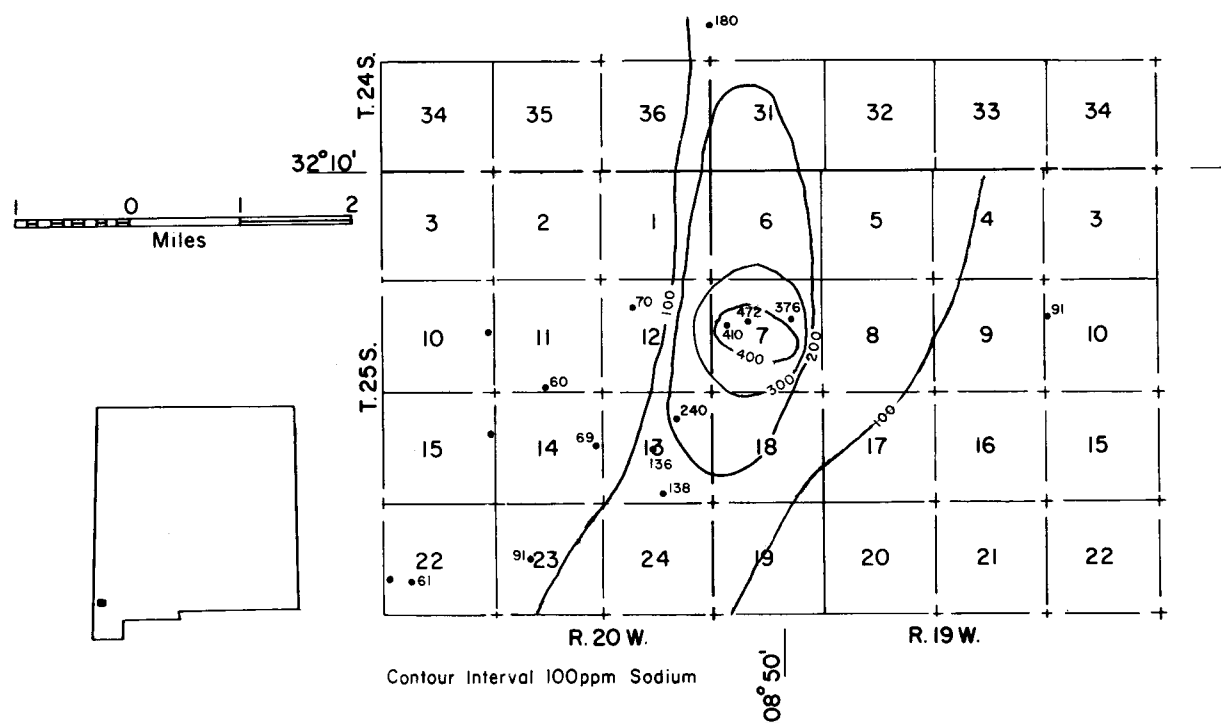 180
T. 24 S.
34 35 36 31 32 33 34
32°10'
1 0 1 2
Miles
3 2 1 6 5 4 3
70 100 472 376 91
10 11 12 410 7 8 9 10
400 200
T. 25 S.
60 300
240 100
15 14 69 13 18 17 16 15
136
138
22 91 23 24 19 20 21 22
61
R. 20 W. R. 19 W.
Contour Interval 100ppm Sodium
08°50'